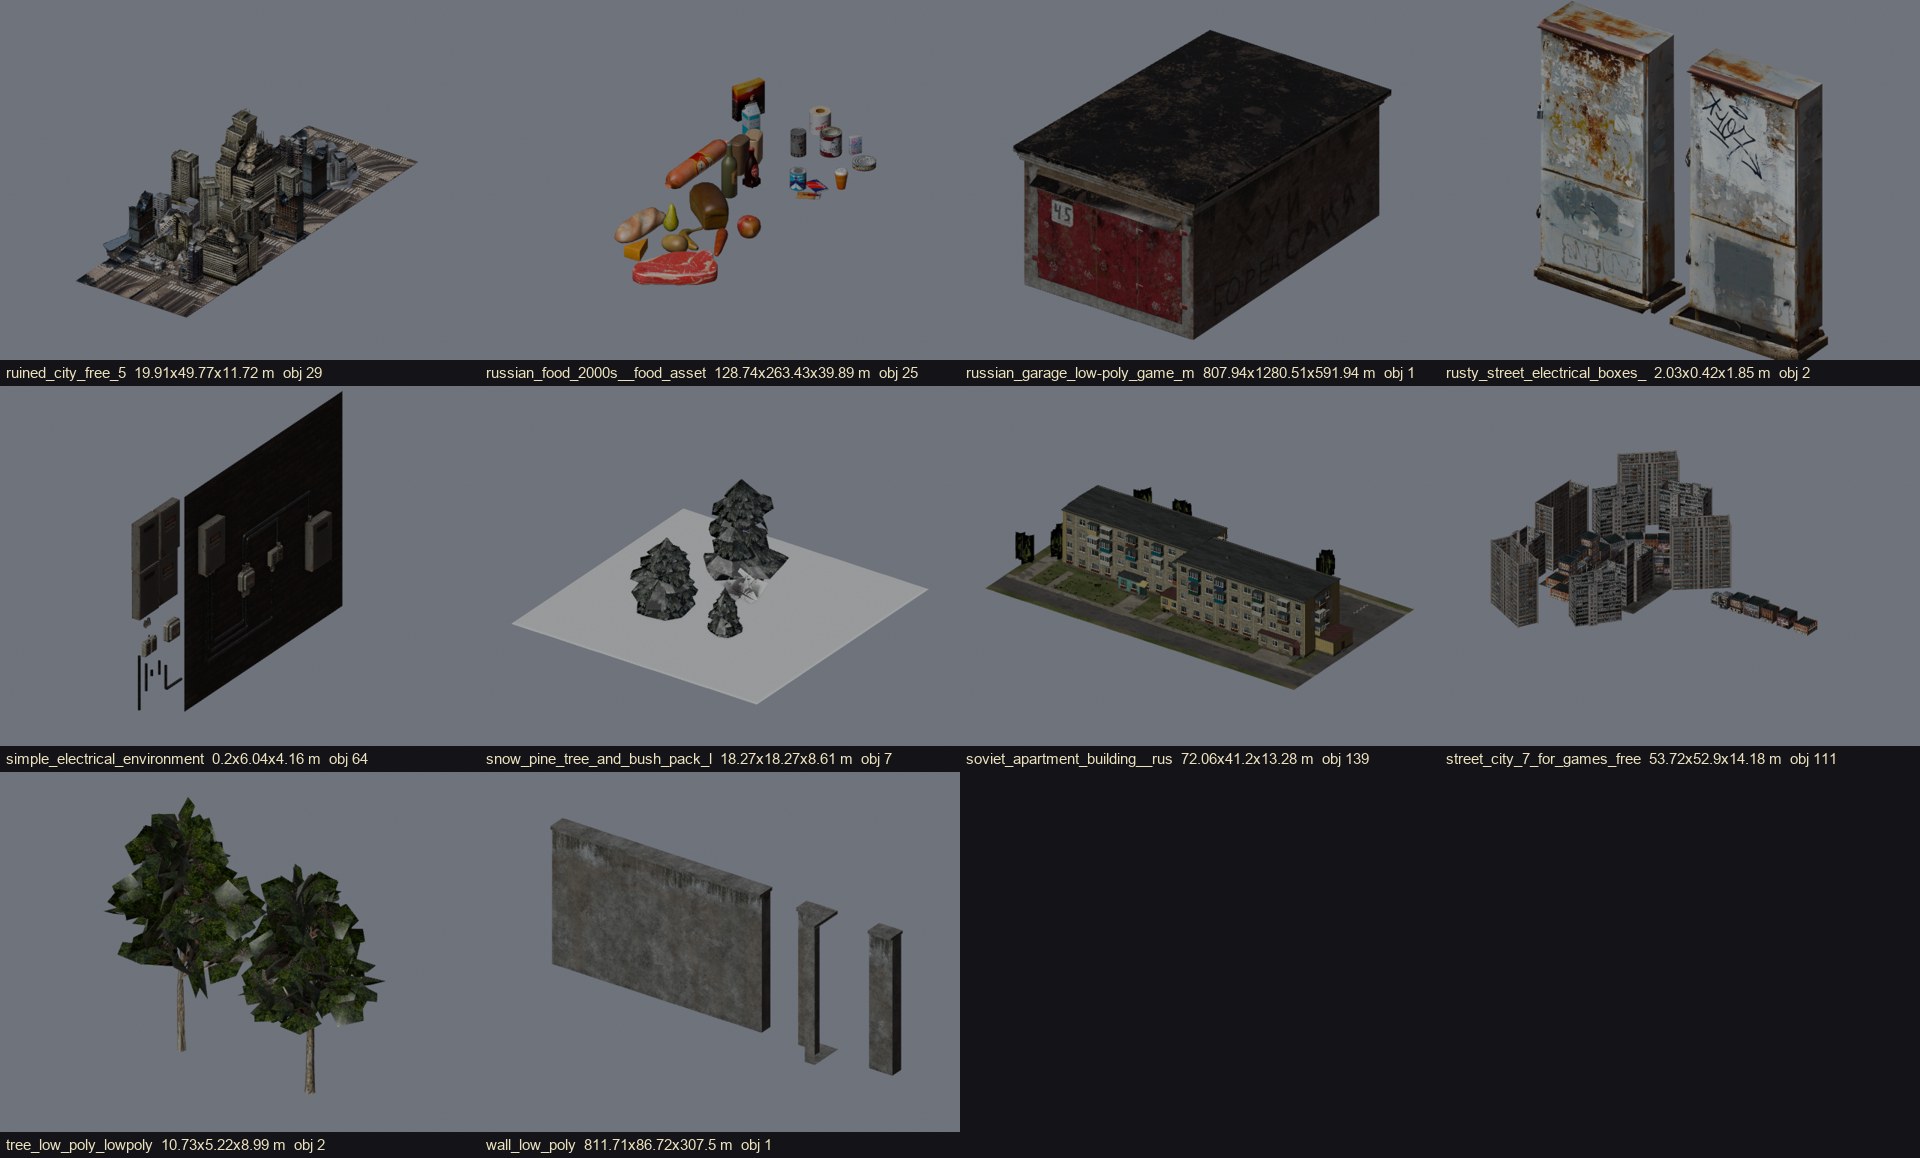 45
ХУЙ
БОРЕЦ САНЯ
ruined_city_free_5 19.91x49.77x11.72 m obj 29
russian_food_2000s__food_asset 128.74x263.43x39.89 m obj 25
russian_garage_low-poly_game_m 807.94x1280.51x591.94 m obj 1
rusty_street_electrical_boxes_ 2.03x0.42x1.85 m obj 2
simple_electrical_environment 0.2x6.04x4.16 m obj 64
snow_pine_tree_and_bush_pack_l 18.27x18.27x8.61 m obj 7
soviet_apartment_building__rus 72.06x41.2x13.28 m obj 139
street_city_7_for_games_free 53.72x52.9x14.18 m obj 111
tree_low_poly_lowpoly 10.73x5.22x8.99 m obj 2
wall_low_poly 811.71x86.72x307.5 m obj 1